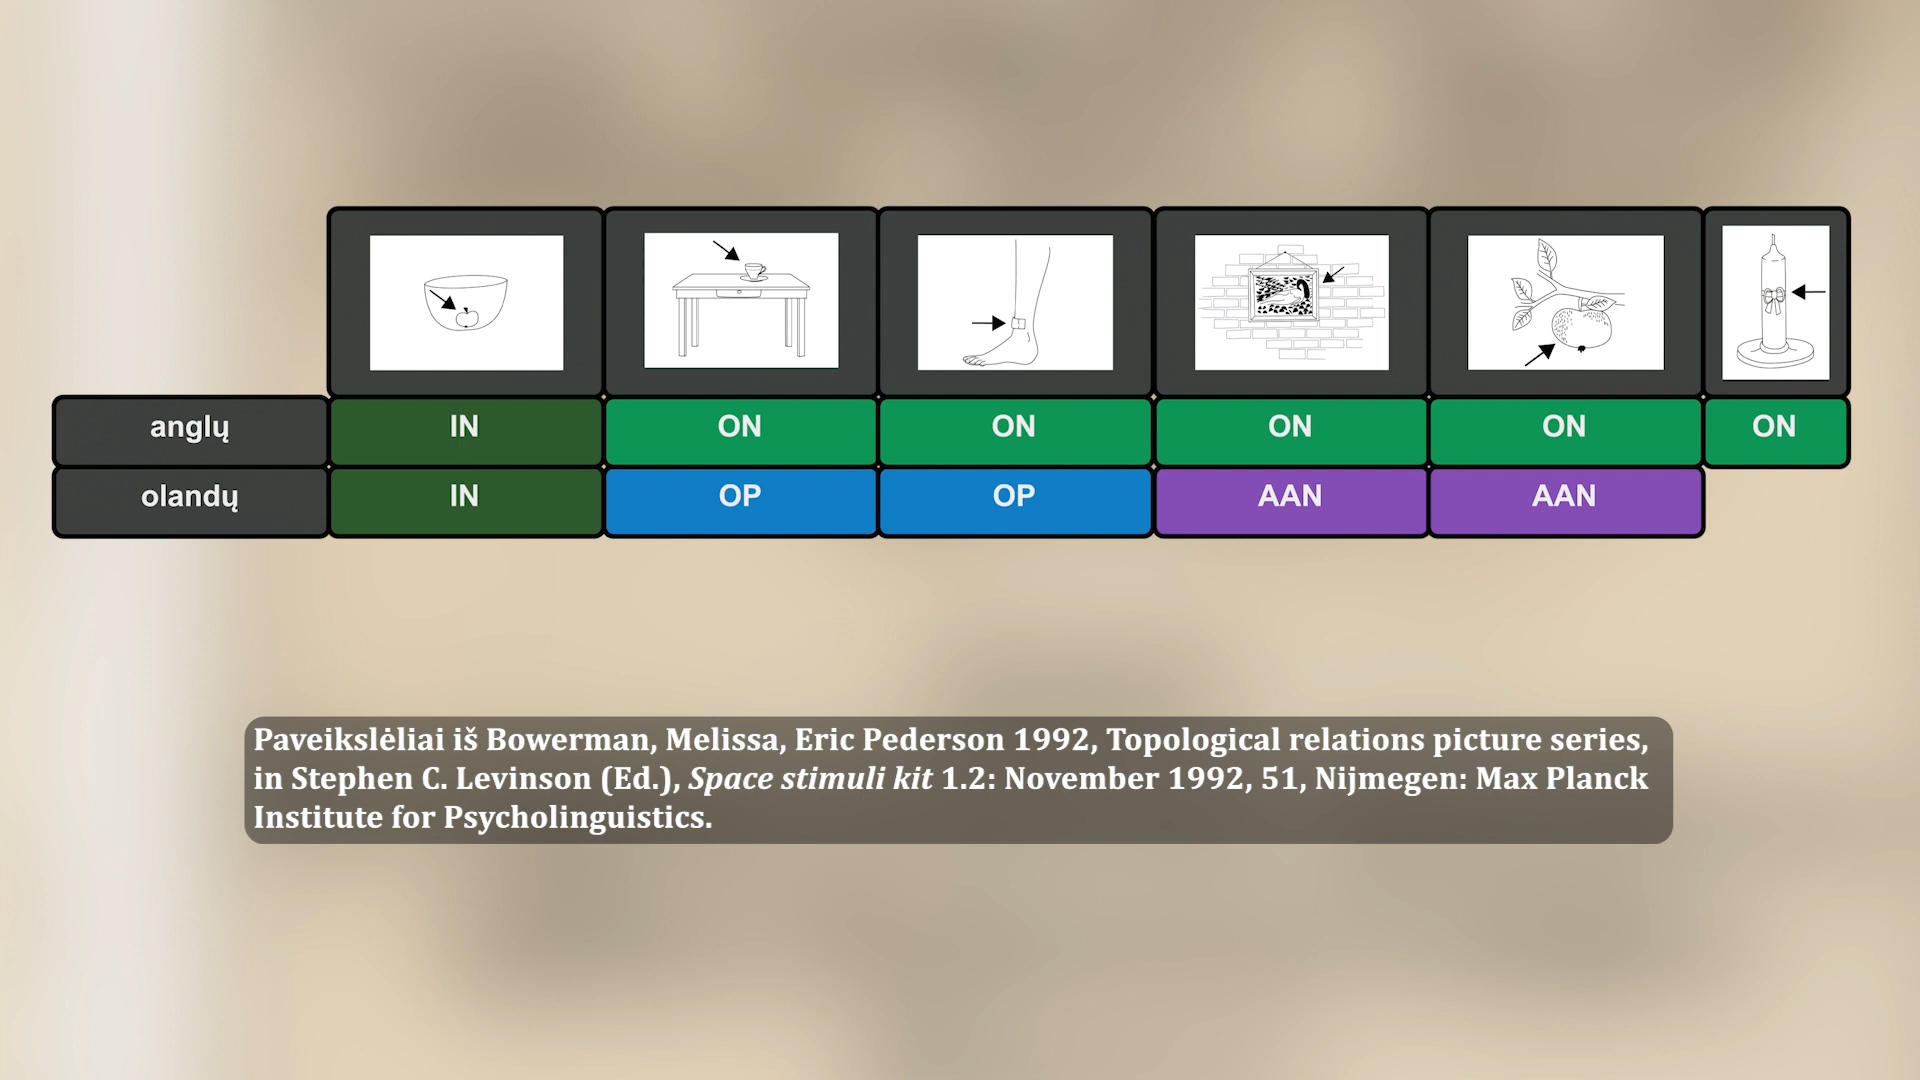 anglų IN ON ON ON ON ON
olandų IN OP OP AAN AAN
Paveikslėliai iš Bowerman, Melissa, Eric Pederson 1992, Topological relations picture series,
in Stephen C. Levinson (Ed.), Space stimuli kit 1.2: November 1992, 51, Nijmegen: Max Planck
Institute for Psycholinguistics.